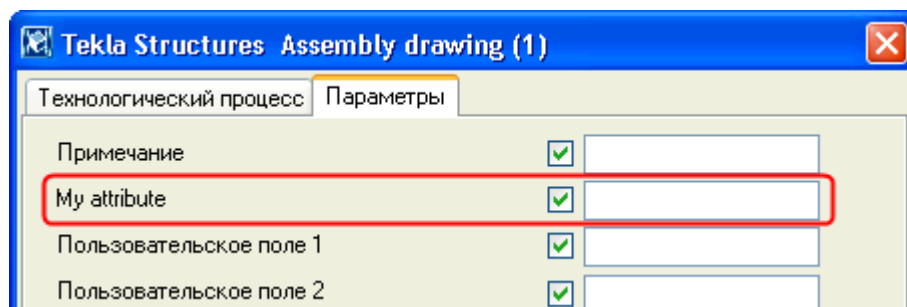 Tekla Structures Assembly drawing (1)
Технологический процесс Параметры
Примечание
My attribute
Пользовательское поле 1
Пользовательское поле 2